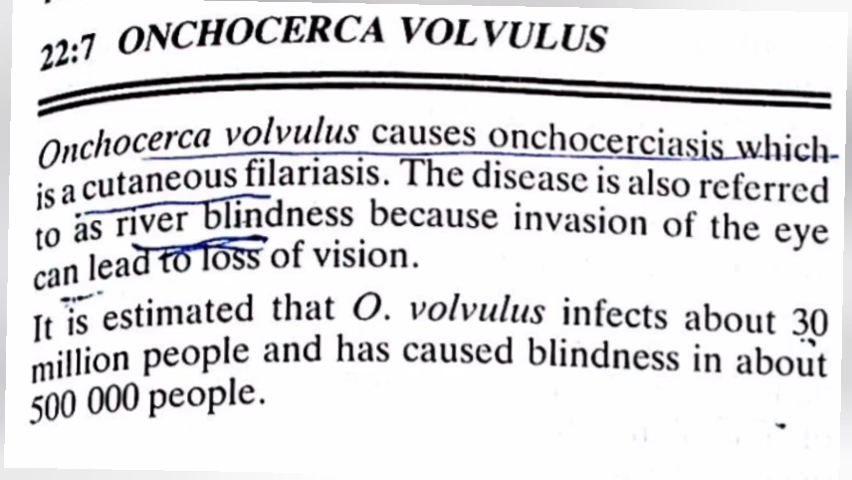 22:7 ONCHOCERCA VOLVULUS
Onchocerca volvulus causes onchocerciasis which
is a cutaneous filariasis. The disease is also referred
to as river blindness because invasion of the eye
can lead to loss of vision.
It is estimated that O. volvulus infects about 30
million people and has caused blindness in about
500 000 people.